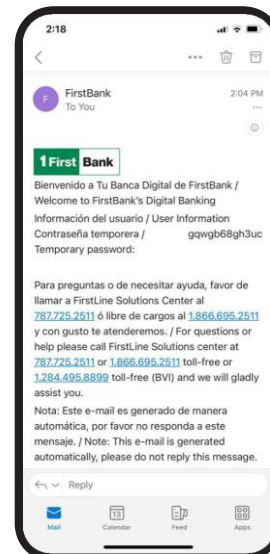 2:18
F
FirstBank
2:04 PM
To You
1 First Bank
Bienvenido a Tu Banca Digital de FirstBank /
Welcome to FirstBank's Digital Banking
Información del usuario / User Information
Contraseña temporera / gqwgb68gh3uc
Temporary password:
Para preguntas o de necesitar ayuda, favor de
llamar a FirstLine Solutions Center al
787.725.2511 ó libre de cargos al 1.866.695.2511
y con gusto te atenderemos. / For questions or
help please call FirstLine Solutions center at
787.725.2511 or 1.866.695.2511 toll-free or
1.284.495.8899 toll-free (BVI) and we will gladly
assist you.
Nota: Este e-mail es generado de manera
automática, por favor no responda a este
mensaje. / Note: This e-mail is generated
automatically, please do not reply this message.
Reply
13
Mail
Calendar
Feed
Apps